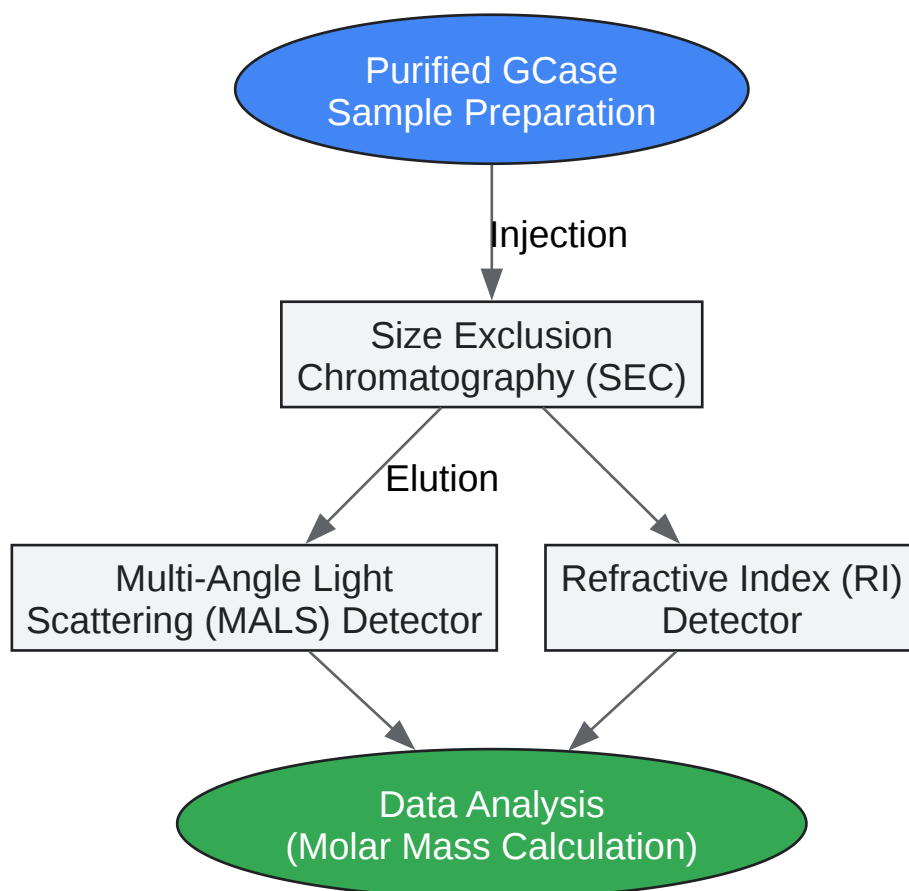 Purified GCase
Sample Preparation
Injection
Size Exclusion
Chromatography (SEC)
Elution
Multi-Angle Light
Scattering (MALS) Detector
Refractive Index (RI)
Detector
Data Analysis
(Molar Mass Calculation)